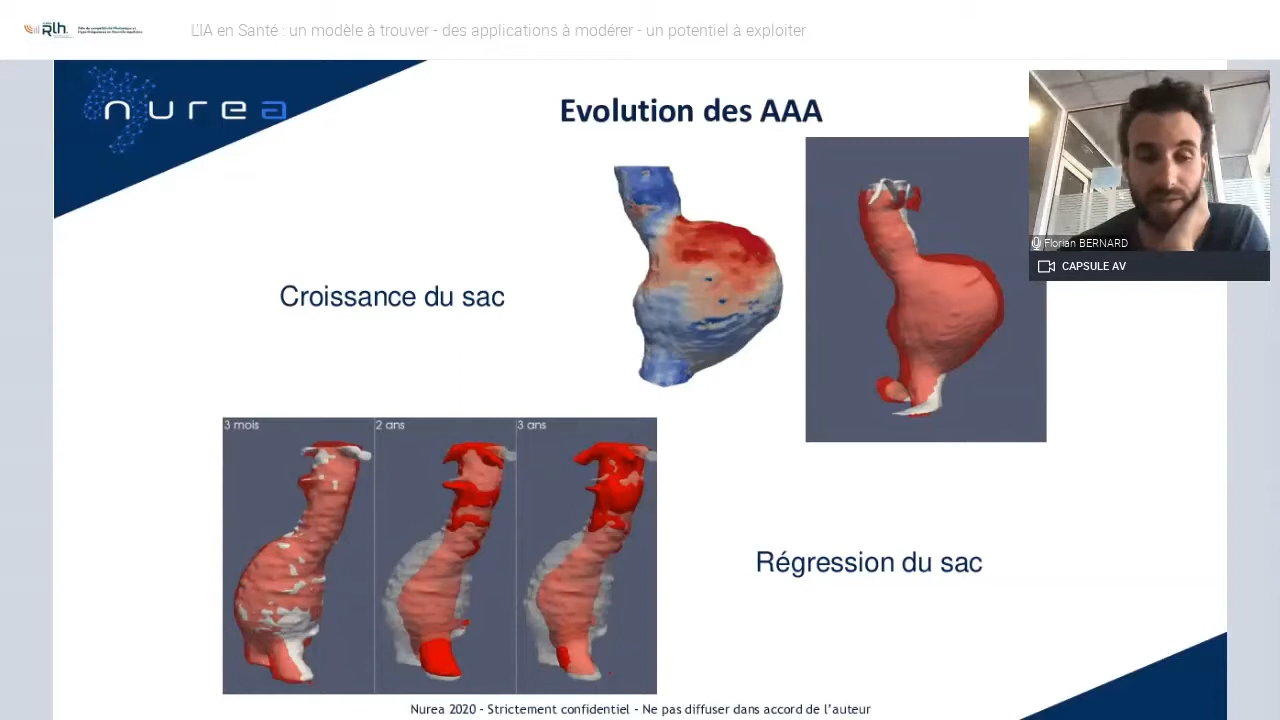 Rlh.
L'IA en Santé : un modèle à trouver - des applications à modérer - un potentiel à exploiter
nurea
Evolution des AAA
Florian BERNARD
CAPSULE AV
Croissance du sac
3 mois
2 ans
3 ans
Régression du sac
Nurea 2020 - Strictement confidentiel - Ne pas diffuser dans accord de l'auteur